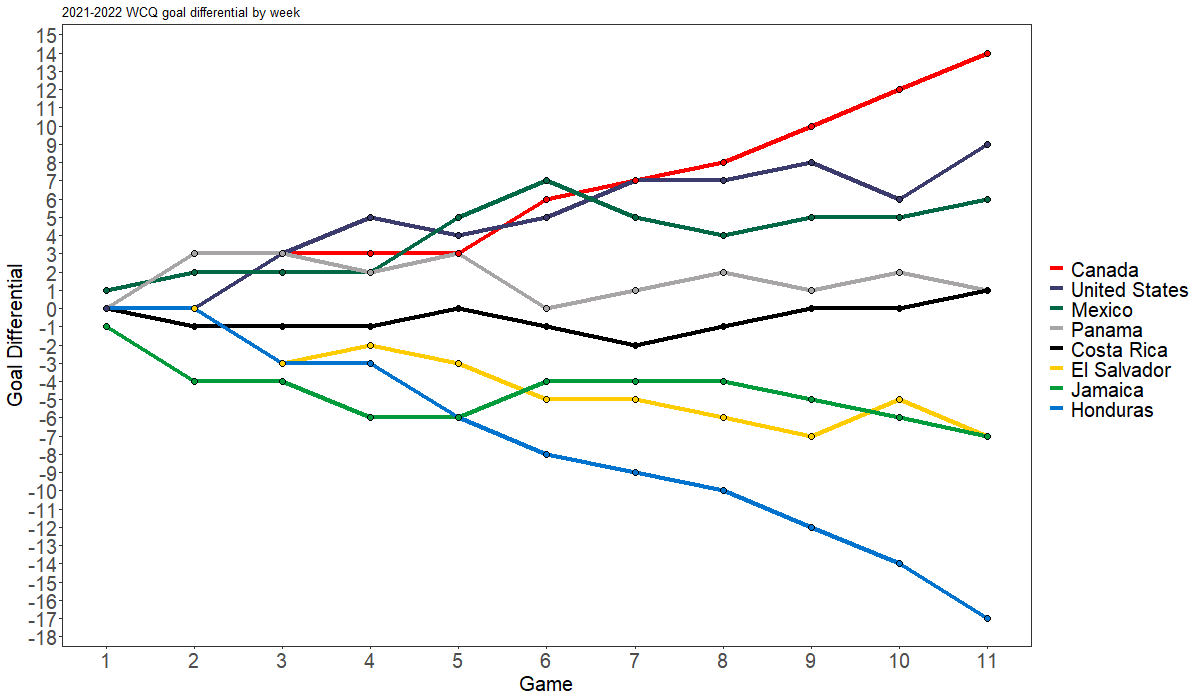 2021-2022 WCQ goal differential by week
15
14
13
12
11
10
9
8
7
6
5
4
3
2
1
0
-1
-2
-3
-4
-5
-6
-7
-8
-9
-10
-11
-12
-13
-14
-15
-16
-17
-18
Goal Differential
1 2 3 4 5 6 7 8 9 10 11
Game
Canada
United States
Mexico
Panama
Costa Rica
El Salvador
Jamaica
Honduras